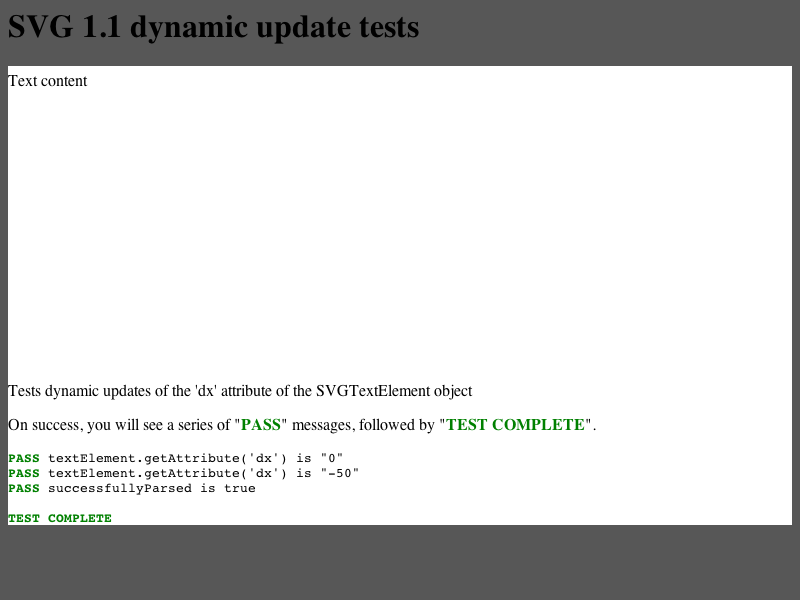 SVG 1.1 dynamic update tests
Text content
Tests dynamic updates of the 'dx' attribute of the SVGTextElement object
On success, you will see a series of "PASS" messages, followed by "TEST COMPLETE".
PASS textElement.getAttribute('dx') is "0"
PASS textElement.getAttribute('dx') is "-50"
PASS successfullyParsed is true
TEST COMPLETE